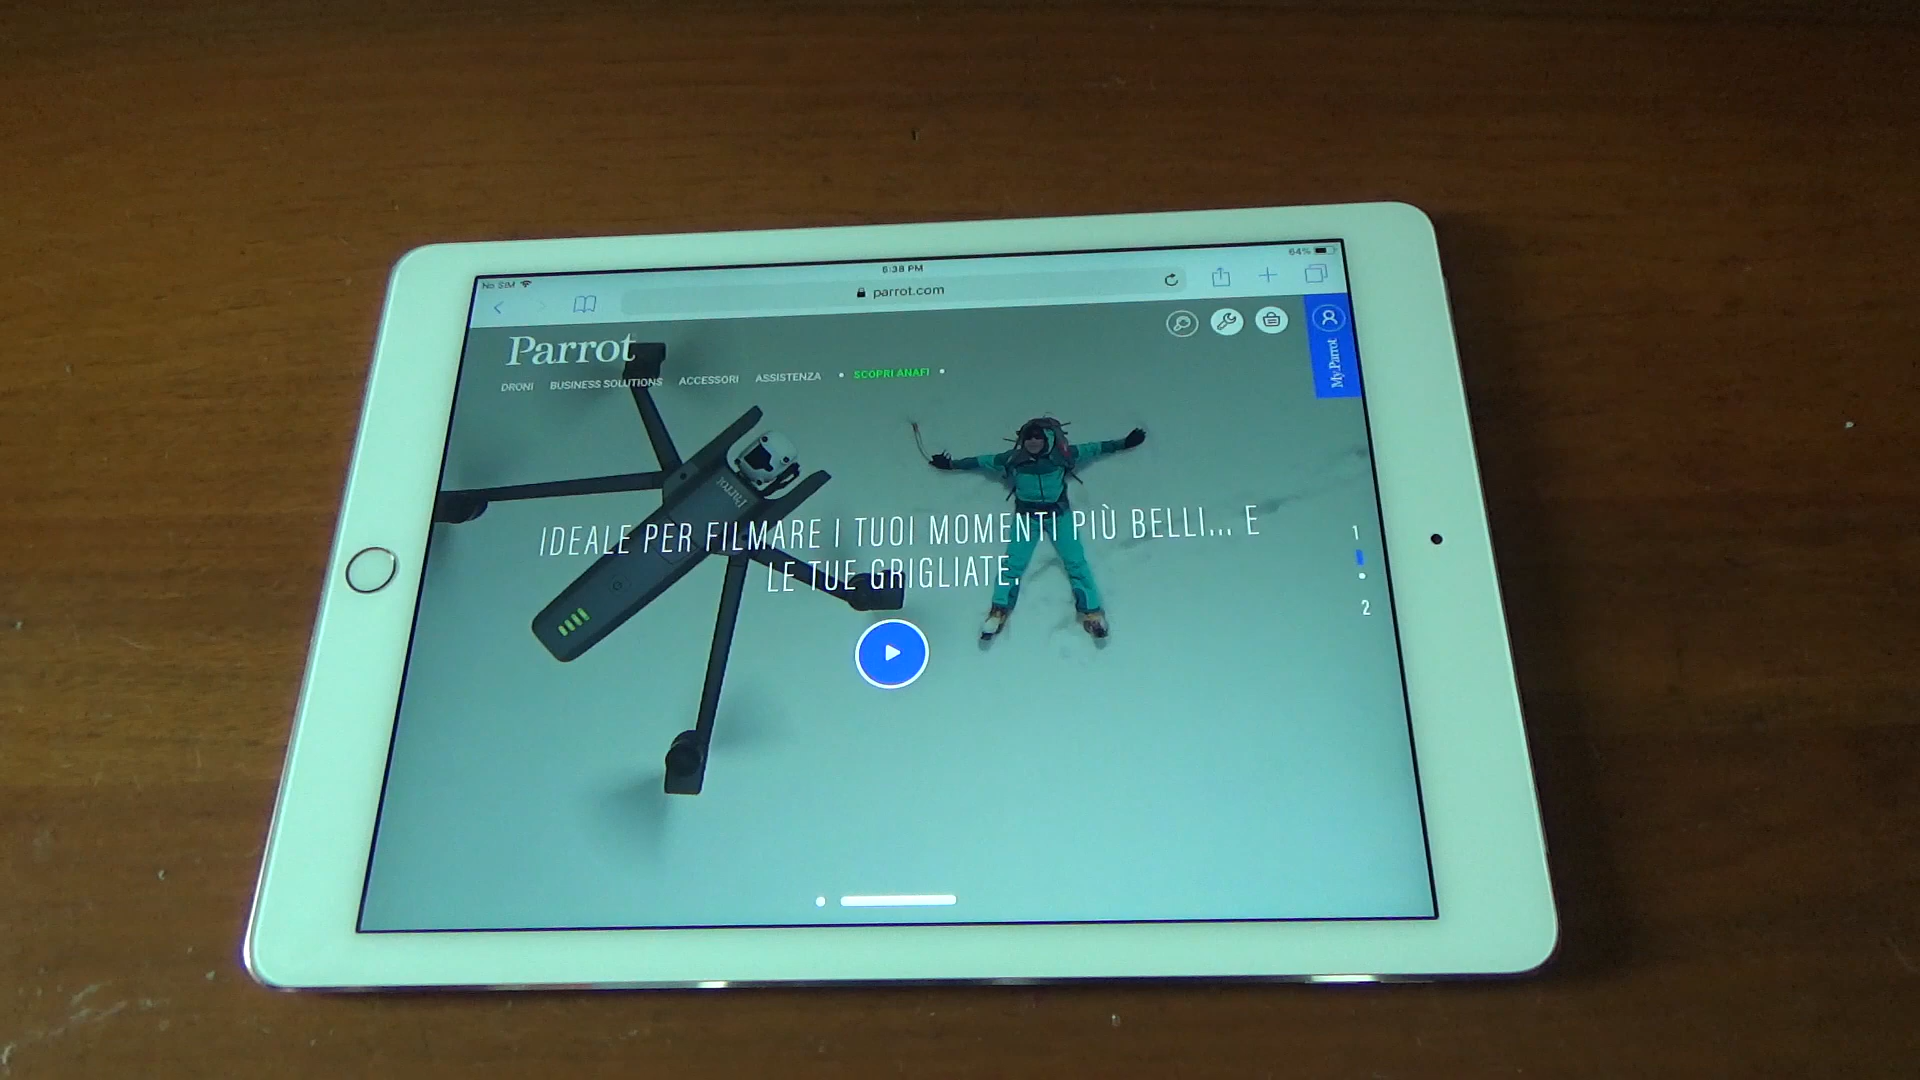 No SIM
6:38 PM
64%
parrot.com
Parrot
DRONI BUSINESS SOLUTIONS ACCESSORI ASSISTENZA • SCOPRI ANAFI •
My.Parrot
Parrot
IDEALE PER FILMARE I TUOI MOMENTI PIÙ BELLI... E
LE TUE GRIGLIATE.
1
2